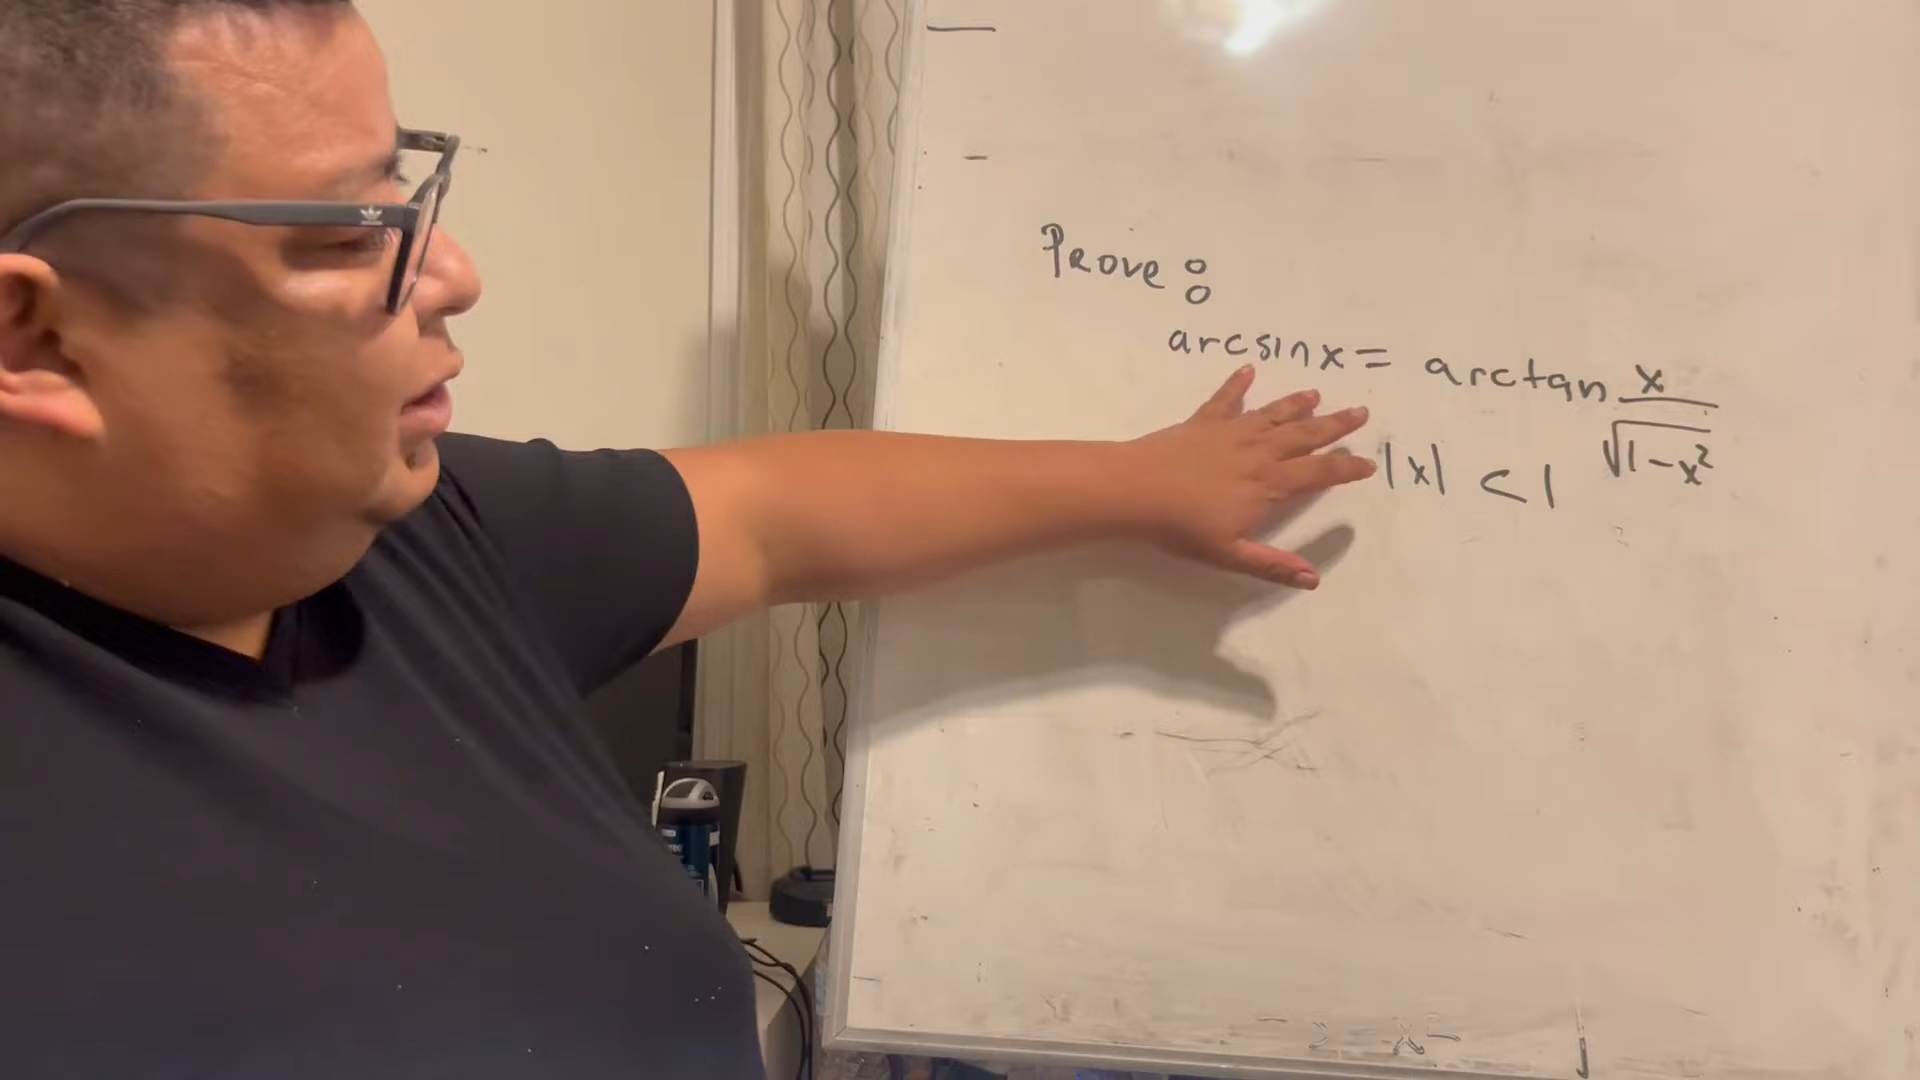 Prove:
arcsinx = arctan x/√(1-x²)
|x| < 1